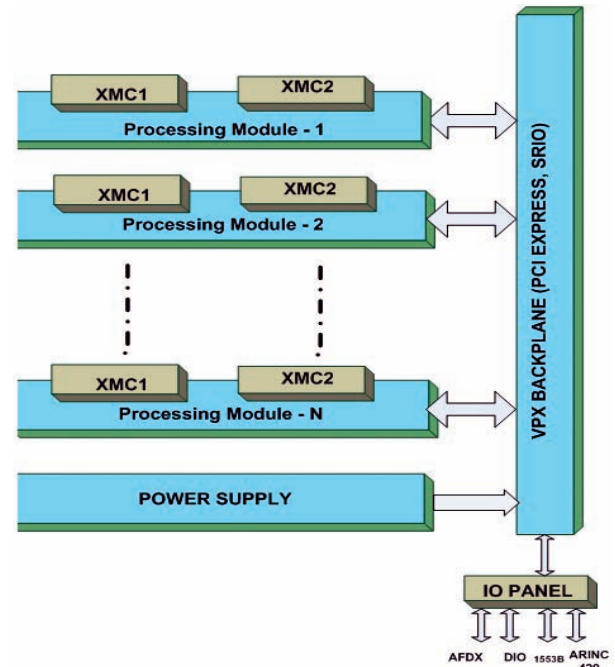 XMC1
XMC2
Processing Module - 1
XMC1
XMC2
Processing Module - 2
XMC1
XMC2
Processing Module - N
POWER SUPPLY
VPX BACKPLANE (PCI EXPRESS, SRIO)
IO PANEL
AFDX DIO 1553B ARINC